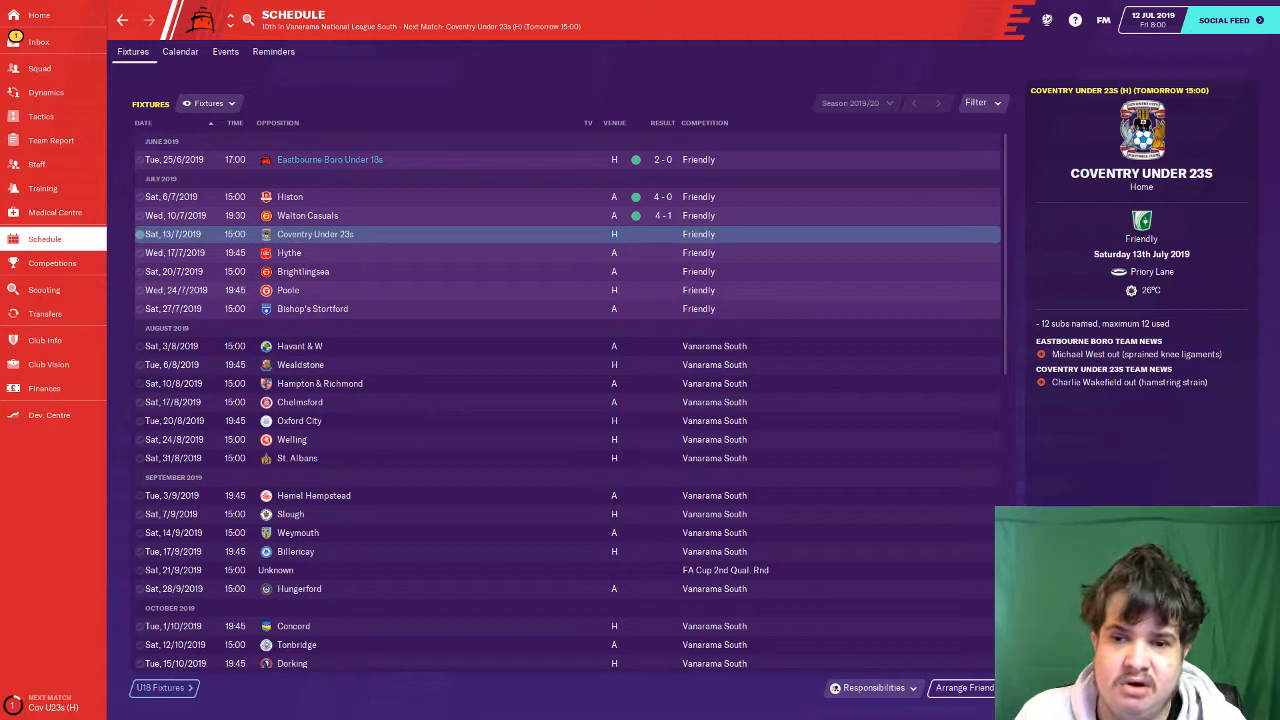 Home
1
Inbox
Squad
Dynamics
Tactics
Team Report
Staff
Training
Medical Centre
Schedule
Competitions
Scouting
Transfers
Club Info
Club Vision
Finances
Dev. Centre
NEXT MATCH
1 Cov U23s (H)
SCHEDULE
10th in Vanarama National League South - Next Match: Coventry Under 23s (H) (Tomorrow 15:00)
? FM
12 JUL 2019
Fri 8:00
SOCIAL FEED
Fixtures Calendar Events Reminders
FIXTURES Fixtures Season 2019/20 Filter
DATE TIME OPPOSITION TV VENUE RESULT COMPETITION
JUNE 2019
Tue, 25/6/2019 17:00 Eastbourne Boro Under 18s H 2 - 0 Friendly
JULY 2019
Sat, 6/7/2019 15:00 Histon A 4 - 0 Friendly
Wed, 10/7/2019 19:30 Walton Casuals A 4 - 1 Friendly
Sat, 13/7/2019 15:00 Coventry Under 23s H Friendly
Wed, 17/7/2019 19:45 Hythe A Friendly
Sat, 20/7/2019 15:00 Brightlingsea A Friendly
Wed, 24/7/2019 19:45 Poole H Friendly
Sat, 27/7/2019 15:00 Bishop's Stortford A Friendly
AUGUST 2019
Sat, 3/8/2019 15:00 Havant & W A Vanarama South
Tue, 6/8/2019 19:45 Wealdstone H Vanarama South
Sat, 10/8/2019 15:00 Hampton & Richmond A Vanarama South
Sat, 17/8/2019 15:00 Chelmsford A Vanarama South
Tue, 20/8/2019 19:45 Oxford City H Vanarama South
Sat, 24/8/2019 15:00 Welling H Vanarama South
Sat, 31/8/2019 15:00 St. Albans H Vanarama South
SEPTEMBER 2019
Tue, 3/9/2019 19:45 Hemel Hempstead A Vanarama South
Sat, 7/9/2019 15:00 Slough H Vanarama South
Sat, 14/9/2019 15:00 Weymouth A Vanarama South
Tue, 17/9/2019 19:45 Billericay H Vanarama South
Sat, 21/9/2019 15:00 Unknown FA Cup 2nd Qual. Rnd
Sat, 28/9/2019 15:00 Hungerford A Vanarama South
OCTOBER 2019
Tue, 1/10/2019 19:45 Concord H Vanarama South
Sat, 12/10/2019 15:00 Tonbridge A Vanarama South
Tue, 15/10/2019 19:45 Dorking H Vanarama South
U18 Fixtures Responsibilities Arrange Friend
COVENTRY UNDER 23S (H) (TOMORROW 15:00)
COVENTRY UNDER 23S
Home
Friendly
Saturday 13th July 2019
Priory Lane
26°C
- 12 subs named, maximum 12 used
EASTBOURNE BORO TEAM NEWS
Michael West out (sprained knee ligaments)
COVENTRY UNDER 23S TEAM NEWS
Charlie Wakefield out (hamstring strain)